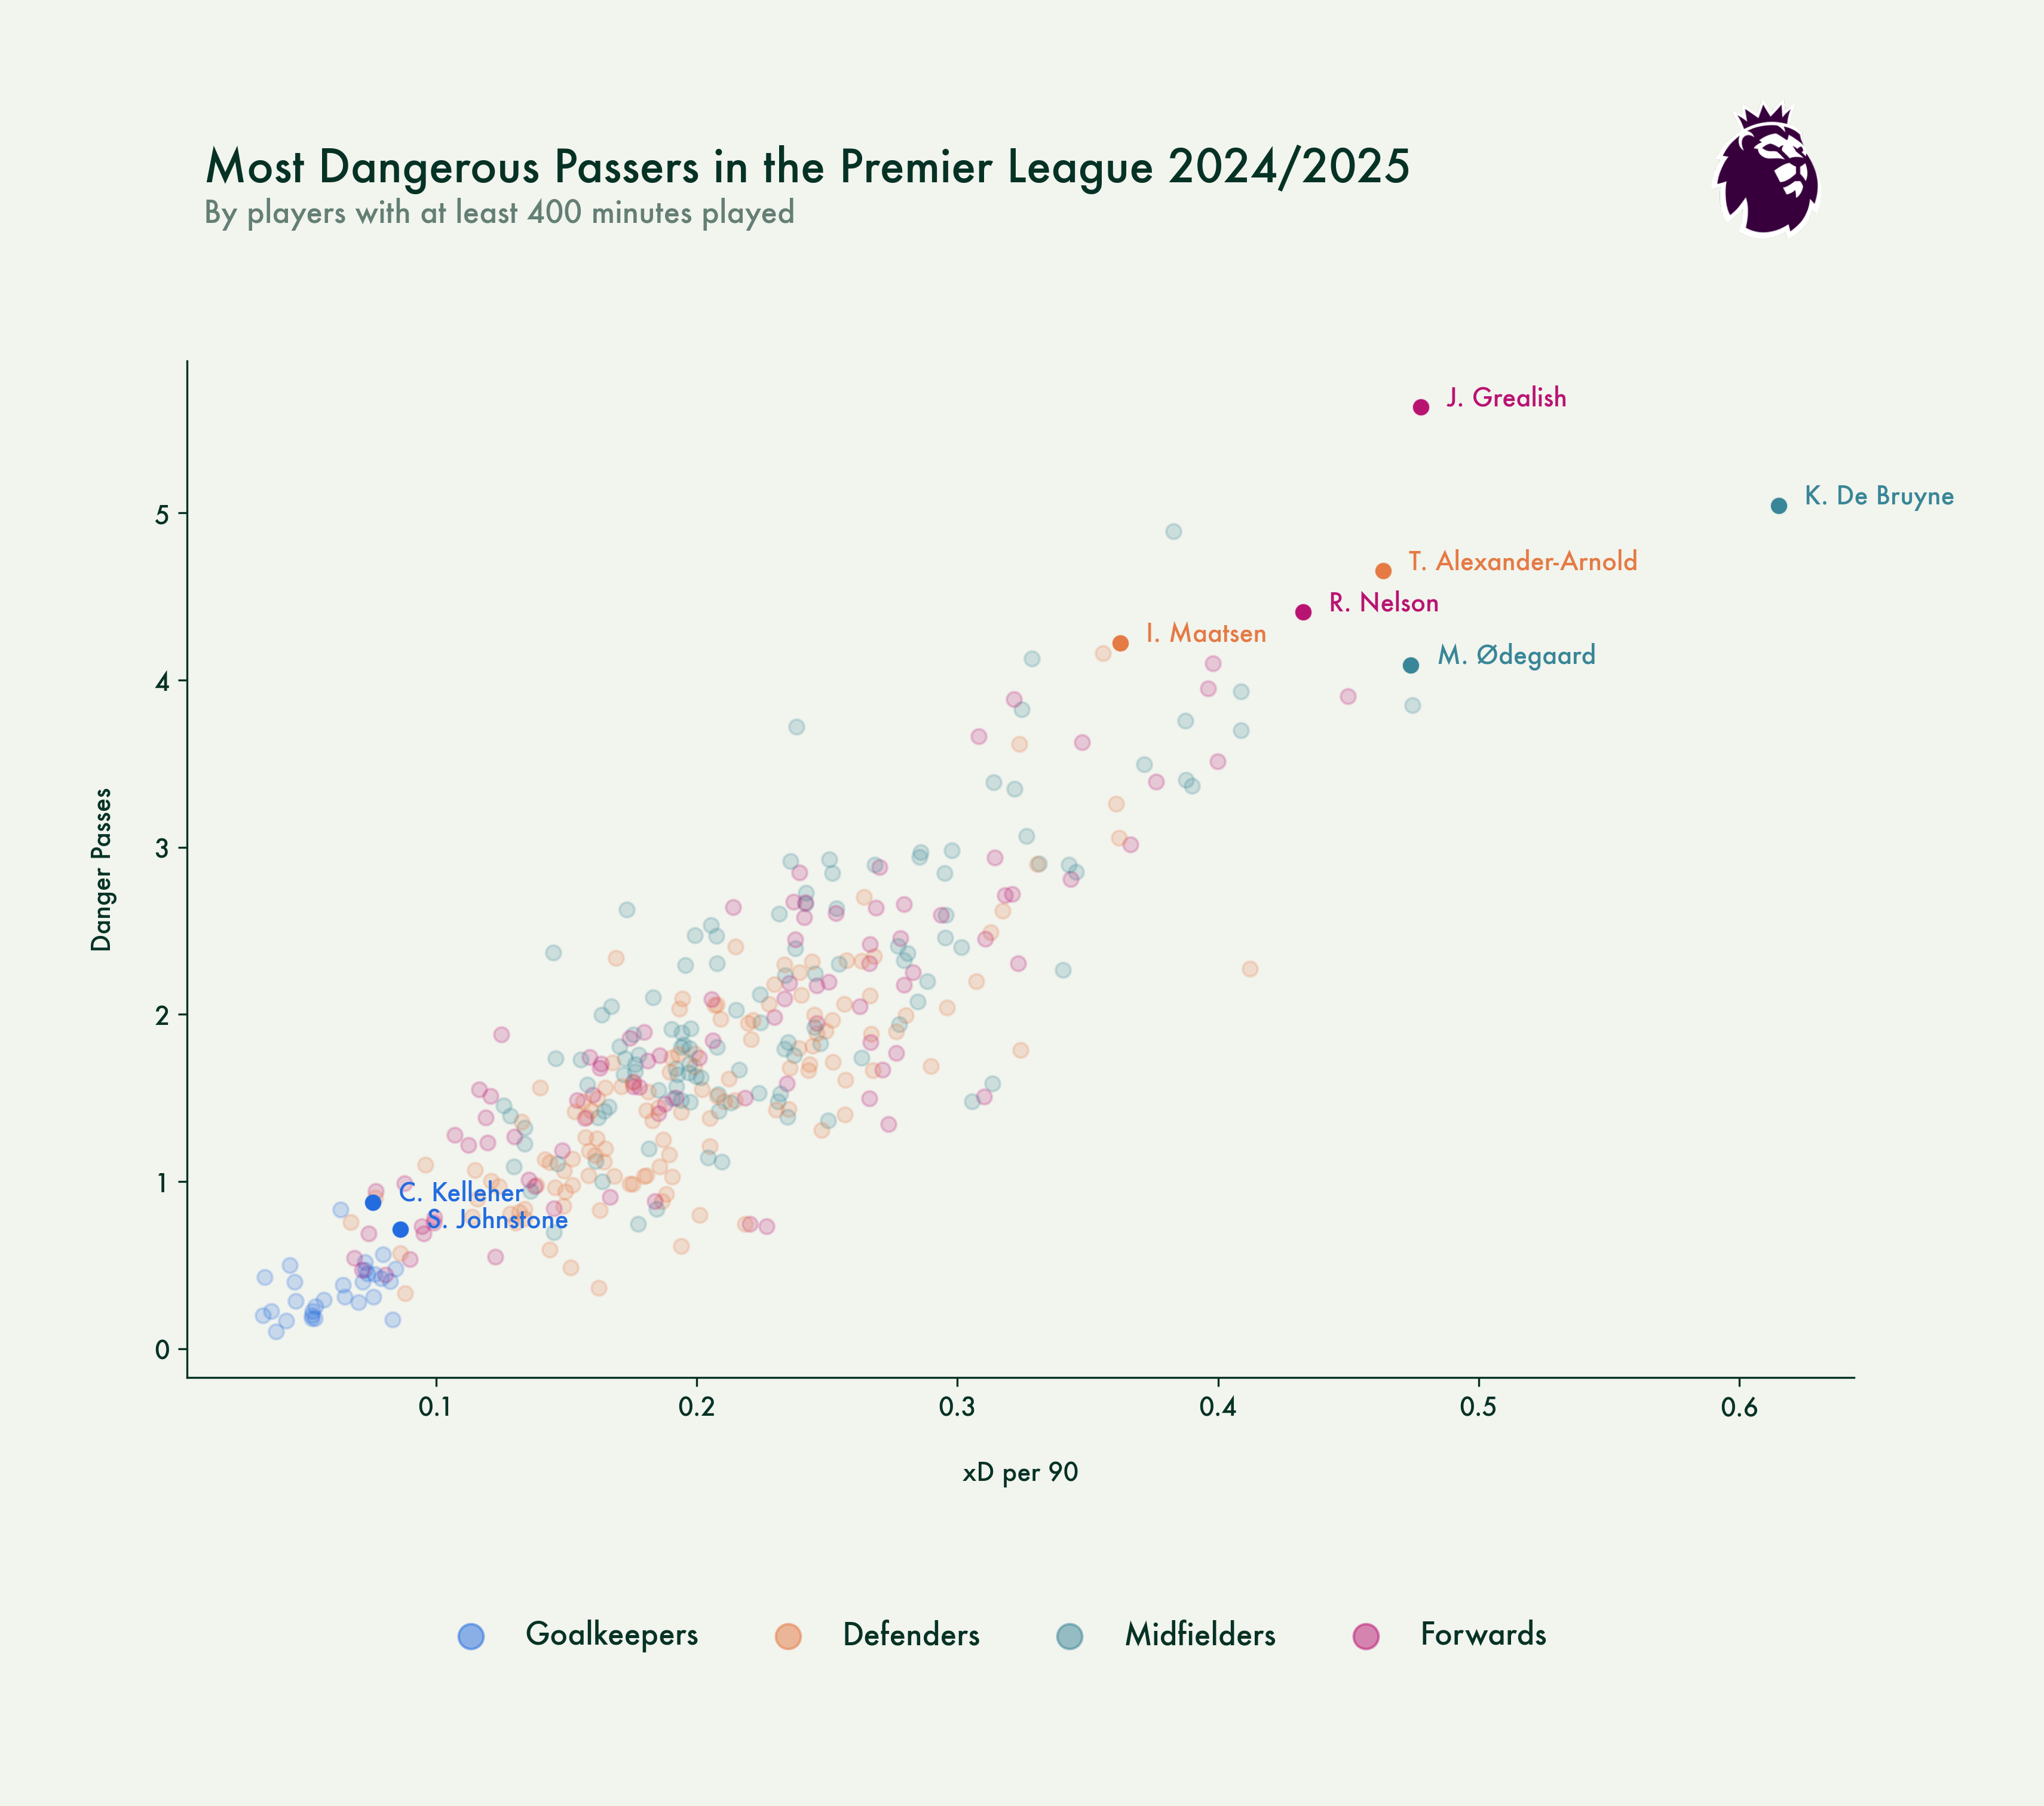 Most Dangerous Passers in the Premier League 2024/2025
By players with at least 400 minutes played
J. Grealish
K. De Bruyne
T. Alexander-Arnold
R. Nelson
I. Maatsen
M. Ødegaard
C. Kelleher
S. Johnstone
Danger Passes
5
4
3
2
1
0
0.1 0.2 0.3 0.4 0.5 0.6
xD per 90
Goalkeepers Defenders Midfielders Forwards